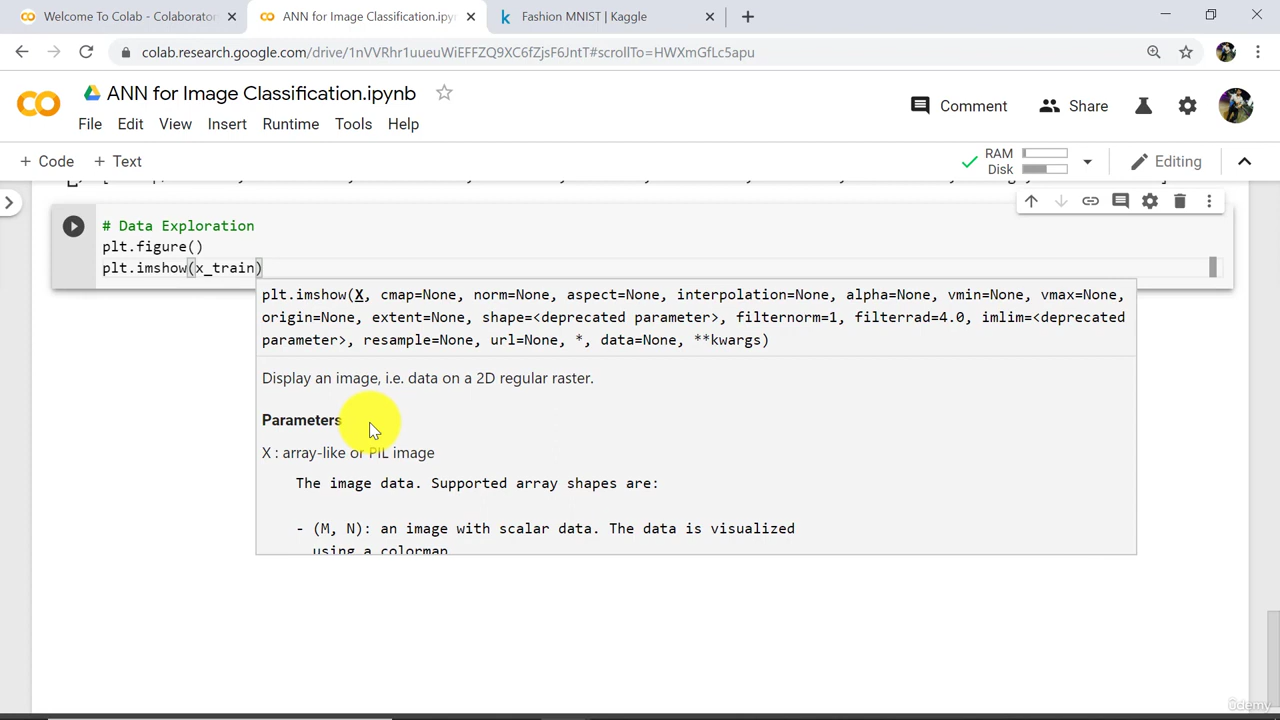 Welcome To Colab - Colaborator
ANN for Image Classification.ipyn
Fashion MNIST | Kaggle
colab.research.google.com/drive/1nVVRhr1uueuWiEFFZQ9XC6fZjsF6JntT#scrollTo=HWXmGfLc5apu
ANN for Image Classification.ipynb
Comment
Share
File Edit View Insert Runtime Tools Help
+ Code + Text
RAM
Disk
Editing
# Data Exploration
plt.figure()
plt.imshow(x_train)
plt.imshow(X, cmap=None, norm=None, aspect=None, interpolation=None, alpha=None, vmin=None, vmax=None,
origin=None, extent=None, shape=<deprecated parameter>, filternorm=1, filterrad=4.0, imlim=<deprecated
parameter>, resample=None, url=None, *, data=None, **kwargs)
Display an image, i.e. data on a 2D regular raster.
Parameters
X : array-like or PIL image
The image data. Supported array shapes are:
- (M, N): an image with scalar data. The data is visualized
using a colormap
ûdemy